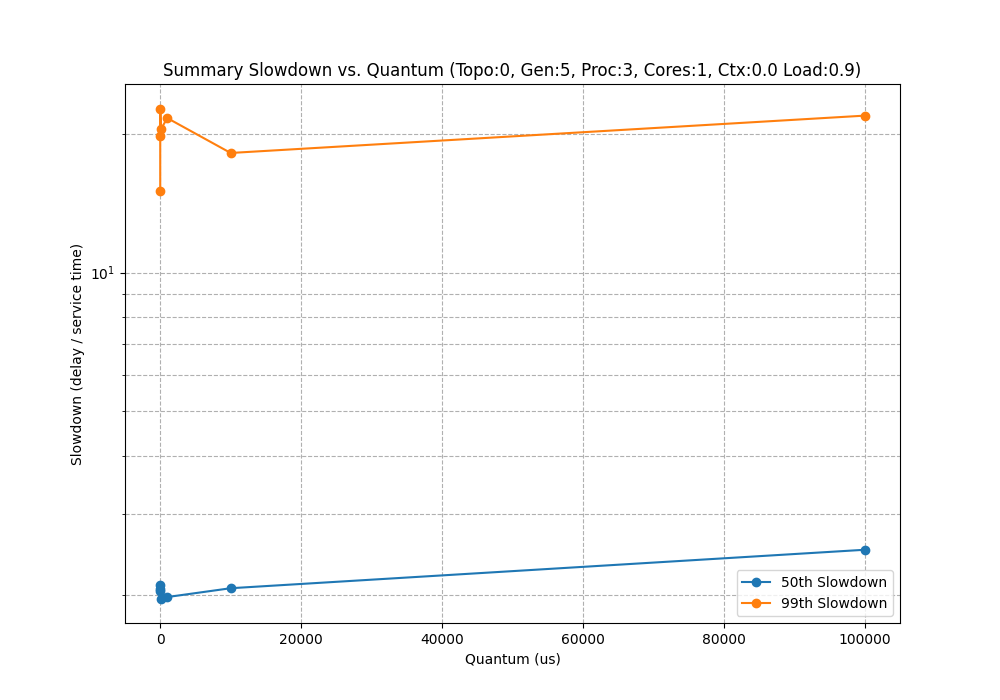 Summary Slowdown vs. Quantum (Topo:0, Gen:5, Proc:3, Cores:1, Ctx:0.0 Load:0.9)
Slowdown (delay / service time)
10¹
50th Slowdown
99th Slowdown
0 20000 40000 60000 80000 100000
Quantum (us)